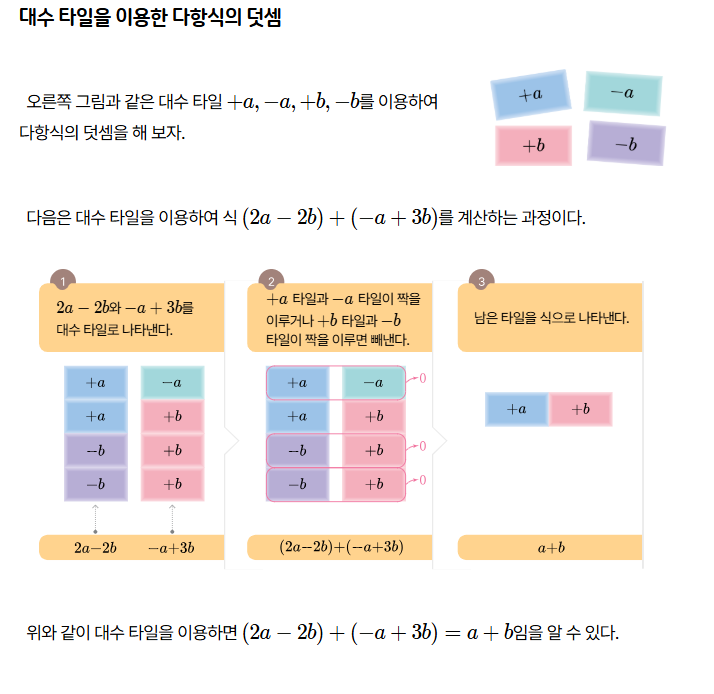 대수 타일을 이용한 다항식의 덧셈
오른쪽 그림과 같은 대수 타일 +a, −a, +b, −b를 이용하여
다항식의 덧셈을 해 보자.
+a
−a
+b
−b
다음은 대수 타일을 이용하여 식 (2a − 2b) + (−a + 3b)를 계산하는 과정이다.
1
2a − 2b와 −a + 3b를
대수 타일로 나타낸다.
+a −a
+a +b
−b +b
−b +b
2a−2b −a+3b
2
+a 타일과 −a 타일이 짝을
이루거나 +b 타일과 −b
타일이 짝을 이루면 빼낸다.
+a −a 0
+a +b
−b +b 0
−b +b 0
(2a−2b)+(−a+3b)
3
남은 타일을 식으로 나타낸다.
+a +b
a+b
위와 같이 대수 타일을 이용하면 (2a − 2b) + (−a + 3b) = a + b임을 알 수 있다.